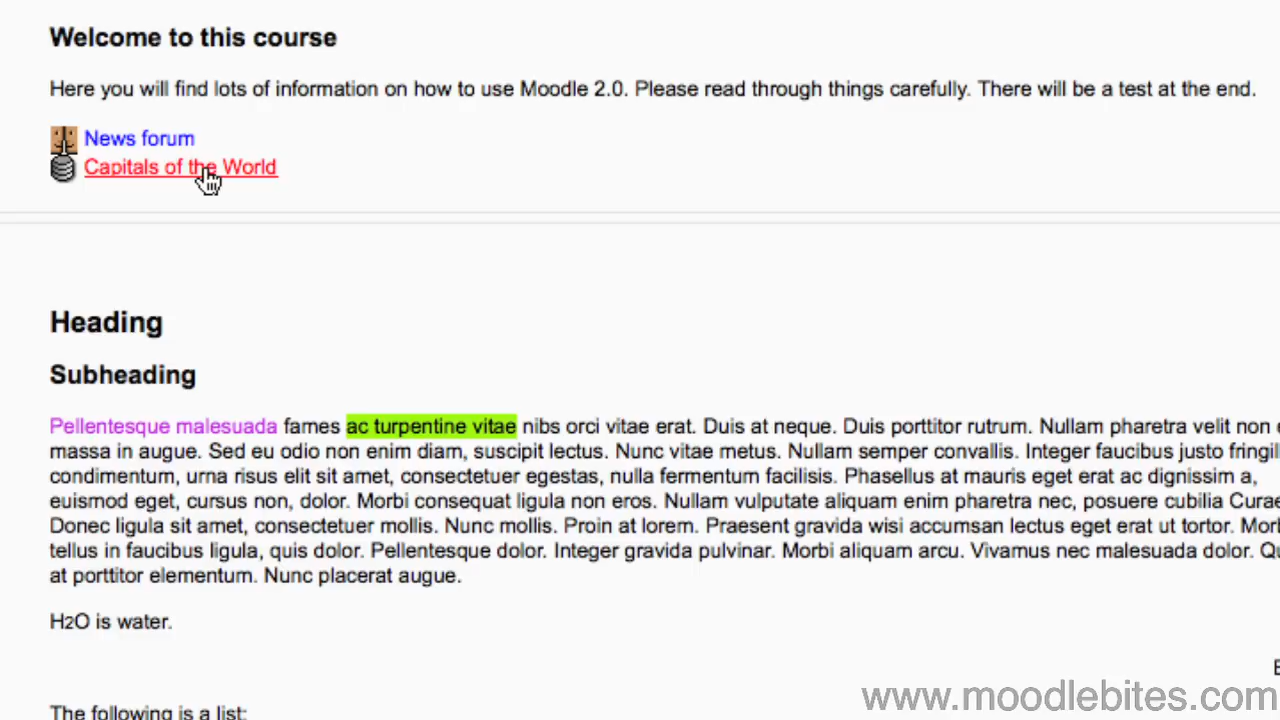 Welcome to this course
Here you will find lots of information on how to use Moodle 2.0. Please read through things carefully. There will be a test at the end.
News forum
Capitals of the World
Heading
Subheading
Pellentesque malesuada fames ac turpentine vitae nibs orci vitae erat. Duis at neque. Duis porttitor rutrum. Nullam pharetra velit non
massa in augue. Sed eu odio non enim diam, suscipit lectus. Nunc vitae metus. Nullam semper convallis. Integer faucibus justo
condimentum, urna risus elit sit amet, consectetuer egestas, nulla fermentum facilisis. Phasellus at mauris eget erat ac dignissim a,
euismod eget, cursus non, dolor. Morbi consequat ligula non eros. Nullam vulputate aliquam enim pharetra nec, posuere cubilia
Donec ligula sit amet, consectetuer mollis. Nunc mollis. Proin at lorem. Praesent gravida wisi accumsan lectus eget erat ut tortor.
tellus in faucibus ligula, quis dolor. Pellentesque dolor. Integer gravida pulvinar. Morbi aliquam arcu. Vivamus nec malesuada dolor.
at porttitor elementum. Nunc placerat augue.
H2O is water.
www.moodlebites.com
The following is a list: